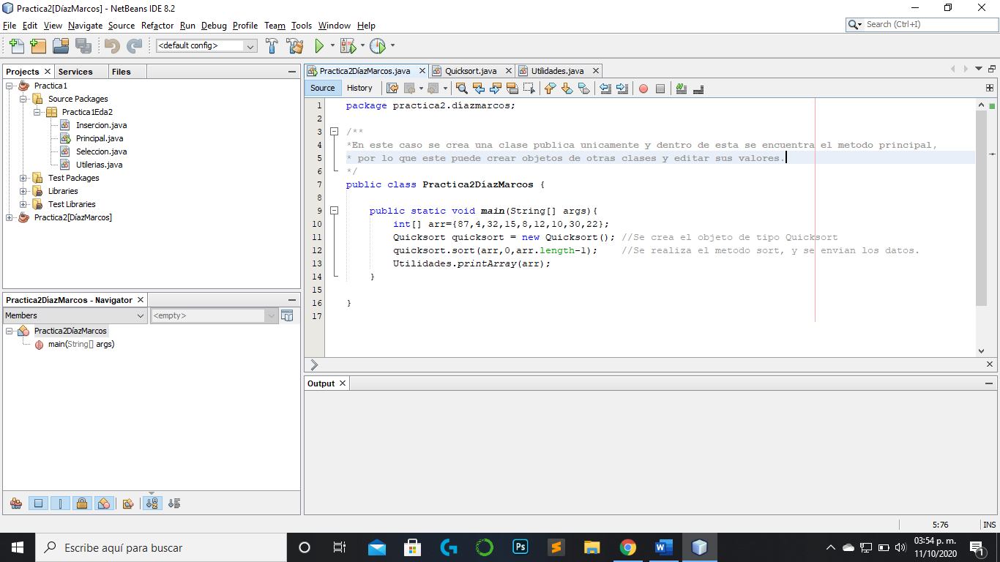 Practica2[DíazMarcos] - NetBeans IDE 8.2
File Edit View Navigate Source Refactor Run Debug Profile Team Tools Window Help
Search (Ctrl+I)
<default config>
Projects Services Files
Practica1
Source Packages
Practica1Eda2
Insercion.java
Principal.java
Seleccion.java
Utilerias.java
Test Packages
Libraries
Test Libraries
Practica2[DíazMarcos]
Practica2DíazMarcos - Navigator
Members <empty>
Practica2DíazMarcos
main(String[] args)
Practica2DíazMarcos.java Quicksort.java Utilidades.java
Source History
1 package practica2.díazmarcos;
2
3 /**
4 *En este caso se crea una clase publica unicamente y dentro de esta se encuentra el metodo principal,
5 * por lo que este puede crear objetos de otras clases y editar sus valores.
6 */
7 public class Practica2DíazMarcos {
8
9 public static void main(String[] args){
10 int[] arr={87,4,32,15,8,12,10,30,22};
11 Quicksort quicksort = new Quicksort(); //Se crea el objeto de tipo Quicksort
12 quicksort.sort(arr,0,arr.length-1); //Se realiza el metodo sort, y se envian los datos.
13 Utilidades.printArray(arr);
14 }
15
16 }
17
Output
5:76 INS
Escribe aquí para buscar
Ps
03:54 p. m.
11/10/2020
1